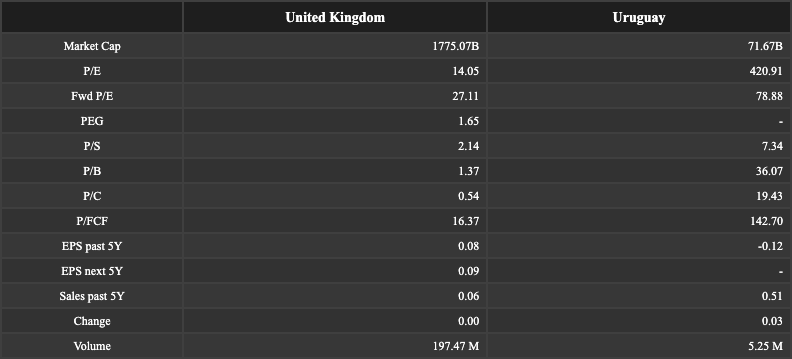 United Kingdom Uruguay
Market Cap 1775.07B 71.67B
P/E 14.05 420.91
Fwd P/E 27.11 78.88
PEG 1.65 -
P/S 2.14 7.34
P/B 1.37 36.07
P/C 0.54 19.43
P/FCF 16.37 142.70
EPS past 5Y 0.08 -0.12
EPS next 5Y 0.09 -
Sales past 5Y 0.06 0.51
Change 0.00 0.03
Volume 197.47 M 5.25 M